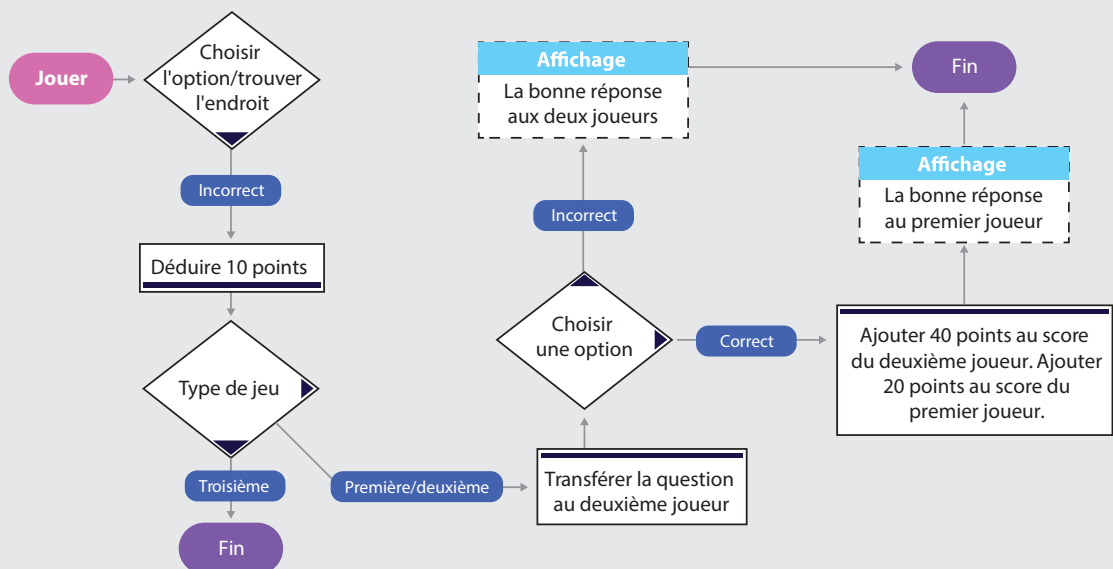 Jouer
Choisir
l'option/trouver
l'endroit
Incorrect
Déduire 10 points
Type de jeu
Troisième
Fin
Première/deuxième
Transférer la question
au deuxième joueur
Choisir
une option
Incorrect
Affichage
La bonne réponse
aux deux joueurs
Correct
Ajouter 40 points au score
du deuxième joueur. Ajouter
20 points au score du
premier joueur.
Affichage
La bonne réponse
au premier joueur
Fin